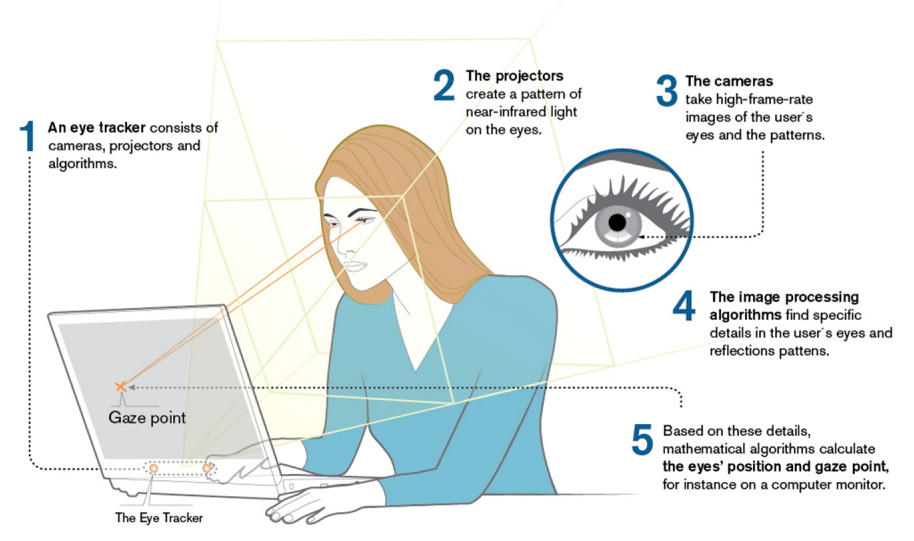 1 An eye tracker consists of
cameras, projectors and
algorithms.
2 The projectors
create a pattern of
near-infrared light
on the eyes.
3 The cameras
take high-frame-rate
images of the user´s
eyes and the patterns.
4 The image processing
algorithms find specific
details in the user´s eyes and
reflections pattens.
Gaze point
5 Based on these details,
mathematical algorithms calculate
the eyes' position and gaze point,
for instance on a computer monitor.
The Eye Tracker